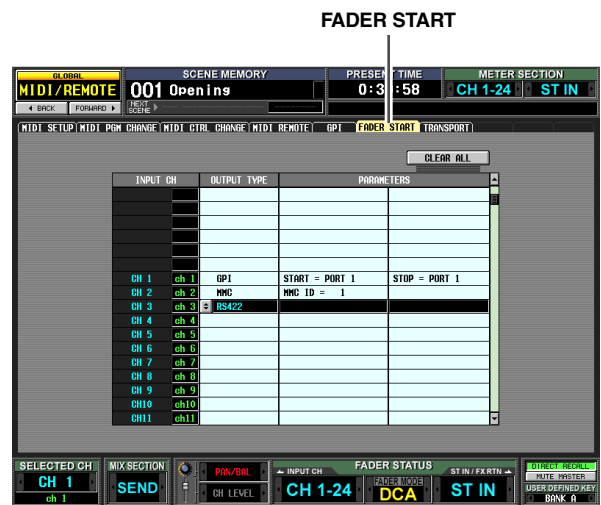 FADER START
GLOBAL
MIDI/REMOTE
BACK FORWARD
SCENE MEMORY
001 Opening
NEXT SCENE
PRESENT TIME
METER SECTION
CH 1-24 ST IN
MIDI SETUP MIDI PGM CHANGE MIDI CTRL CHANGE MIDI REMOTE GPI FADER START TRANSPORT
CLEAR ALL
INPUT CH OUTPUT TYPE PARAMETERS
CH 1 ch 1 GPI START = PORT 1 STOP = PORT 1
CH 2 ch 2 MMC MMC ID = 1
CH 3 ch 3 RS422
CH 4 ch 4
CH 5 ch 5
CH 6 ch 6
CH 7 ch 7
CH 8 ch 8
CH 9 ch 9
CH10 ch10
CH11 ch11
SELECTED CH
CH 1
ch 1
MIX SECTION
SEND
PAN/BAL
CH LEVEL
FADER STATUS
INPUT CH ST IN / FX RTN
CH 1-24
FADER MODE
DCA
ST IN
DIRECT RECALL
MUTE MASTER
USER DEFINED KEY
BANK A